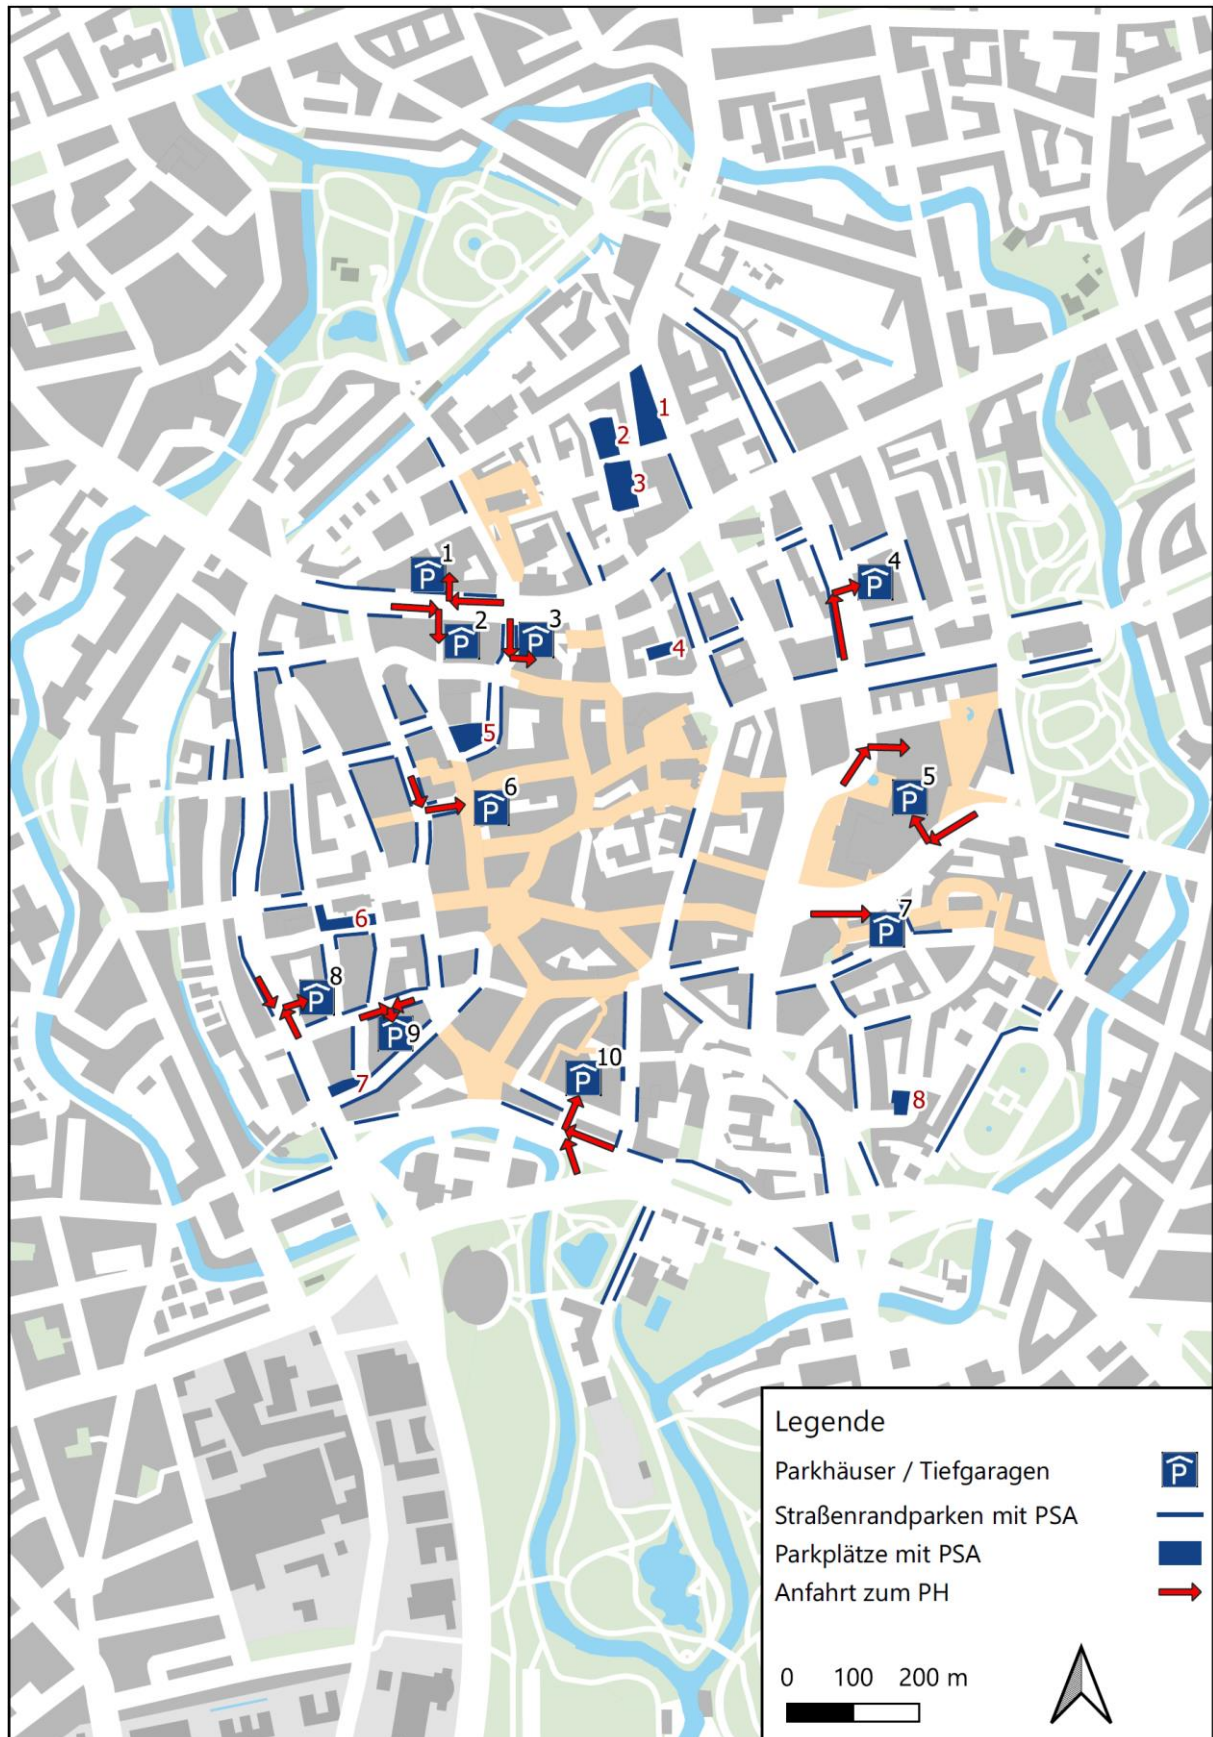 1
2
3
1
P
4
P
2
P
3
P
4
5
5
P
6
P
7
P
6
8
P
9
P
10
P
7
8
Legende
Parkhäuser / Tiefgaragen P
Straßenrandparken mit PSA
Parkplätze mit PSA
Anfahrt zum PH
0 100 200 m